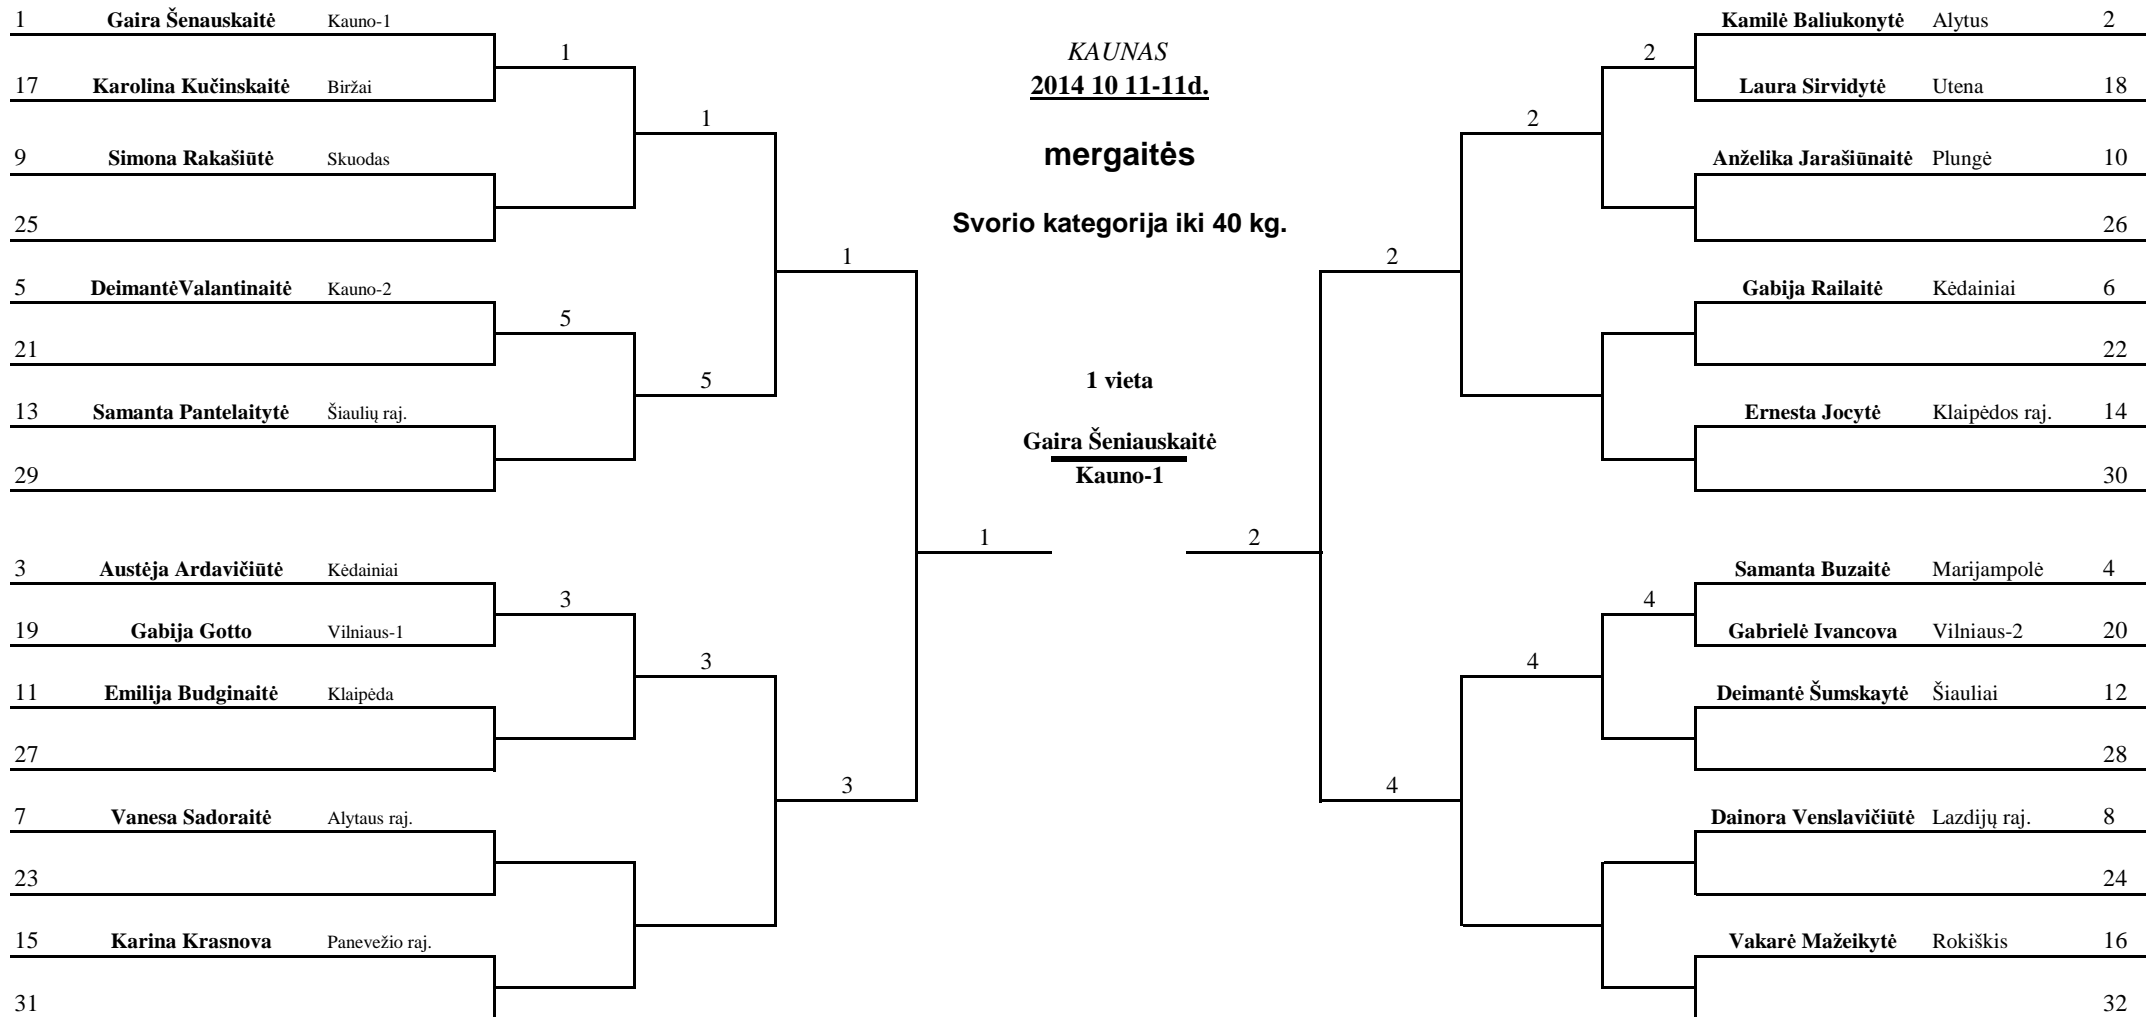 1 Gaira Šenauskaitė Kauno-1
17 Karolina Kučinskaitė Biržai
9 Simona Rakašiūtė Skuodas
25
5 DeimantėValantinaitė Kauno-2
21
13 Samanta Pantelaitytė Šiaulių raj.
29
3 Austėja Ardavičiūtė Kėdainiai
19 Gabija Gotto Vilniaus-1
11 Emilija Budginaitė Klaipėda
27
7 Vanesa Sadoraitė Alytaus raj.
23
15 Karina Krasnova Panevežio raj.
31
1
5
3
1
5
3
1
3
1
KAUNAS
2014 10 11-11d.
mergaitės
Svorio kategorija iki 40 kg.
1 vieta
Gaira Šeniauskaitė
Kauno-1
2
2
4
2
4
2
4
Kamilė Baliukonytė Alytus 2
Laura Sirvidytė Utena 18
Anželika Jarašiūnaitė Plungė 10
26
Gabija Railaitė Kėdainiai 6
22
Ernesta Jocytė Klaipėdos raj. 14
30
Samanta Buzaitė Marijampolė 4
Gabrielė Ivancova Vilniaus-2 20
Deimantė Šumskaytė Šiauliai 12
28
Dainora Venslavičiūtė Lazdijų raj. 8
24
Vakarė Mažeikytė Rokiškis 16
32